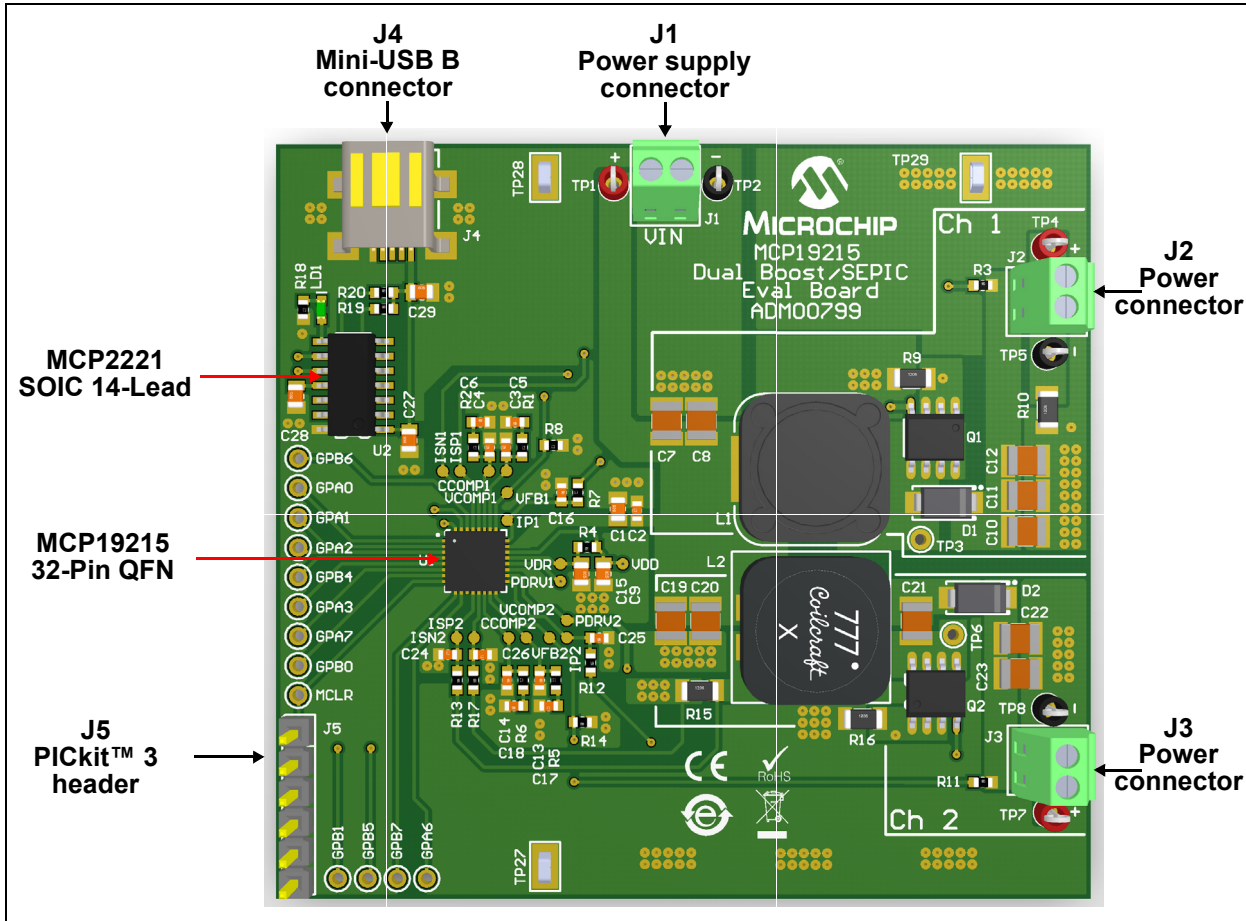 J4
Mini-USB B
connector
J1
Power supply
connector
J2
Power
connector
MCP2221
SOIC 14-Lead
MCP19215
32-Pin QFN
J5
PICkit™ 3
header
J3
Power
connector
TP28
TP1
+
−
TP2
J1
VIN
TP29
MICROCHIP
MCP19215
Dual Boost/SEPIC
Eval Board
ADM00799
Ch 1
TP4
+
J2
R3
TP5
−
J4
R18
LD1
R20
R19
C29
C28
U2
C27
C6
C4
R2
C5
C3
R1
R8
ISN1
ISP1
CCOMP1
VCOMP1
VFB1
IP1
C16
R7
C1
C2
C7
C8
L1
R9
Q1
R10
C12
C11
C10
D1
TP3
GPB6
GPA0
GPA1
GPA2
GPB4
GPA3
GPA7
GPB0
MCLR
R4
VDR
VDD
PDRV1
C15
C9
L2
C19
C20
C21
D2
C22
TP6
C23
777
Coilcraft
X
ISP2
ISN2
VCOMP2
CCOMP2
PDRV2
VFB2
IP2
C25
C24
C26
R12
R13
R17
C14
C18
R6
C13
C17
R5
R14
R15
R16
Q2
TP8
−
J3
R11
TP7
+
Ch 2
J5
GPB1
GPB5
GPB7
GPA6
TP27
CE
RoHS
e